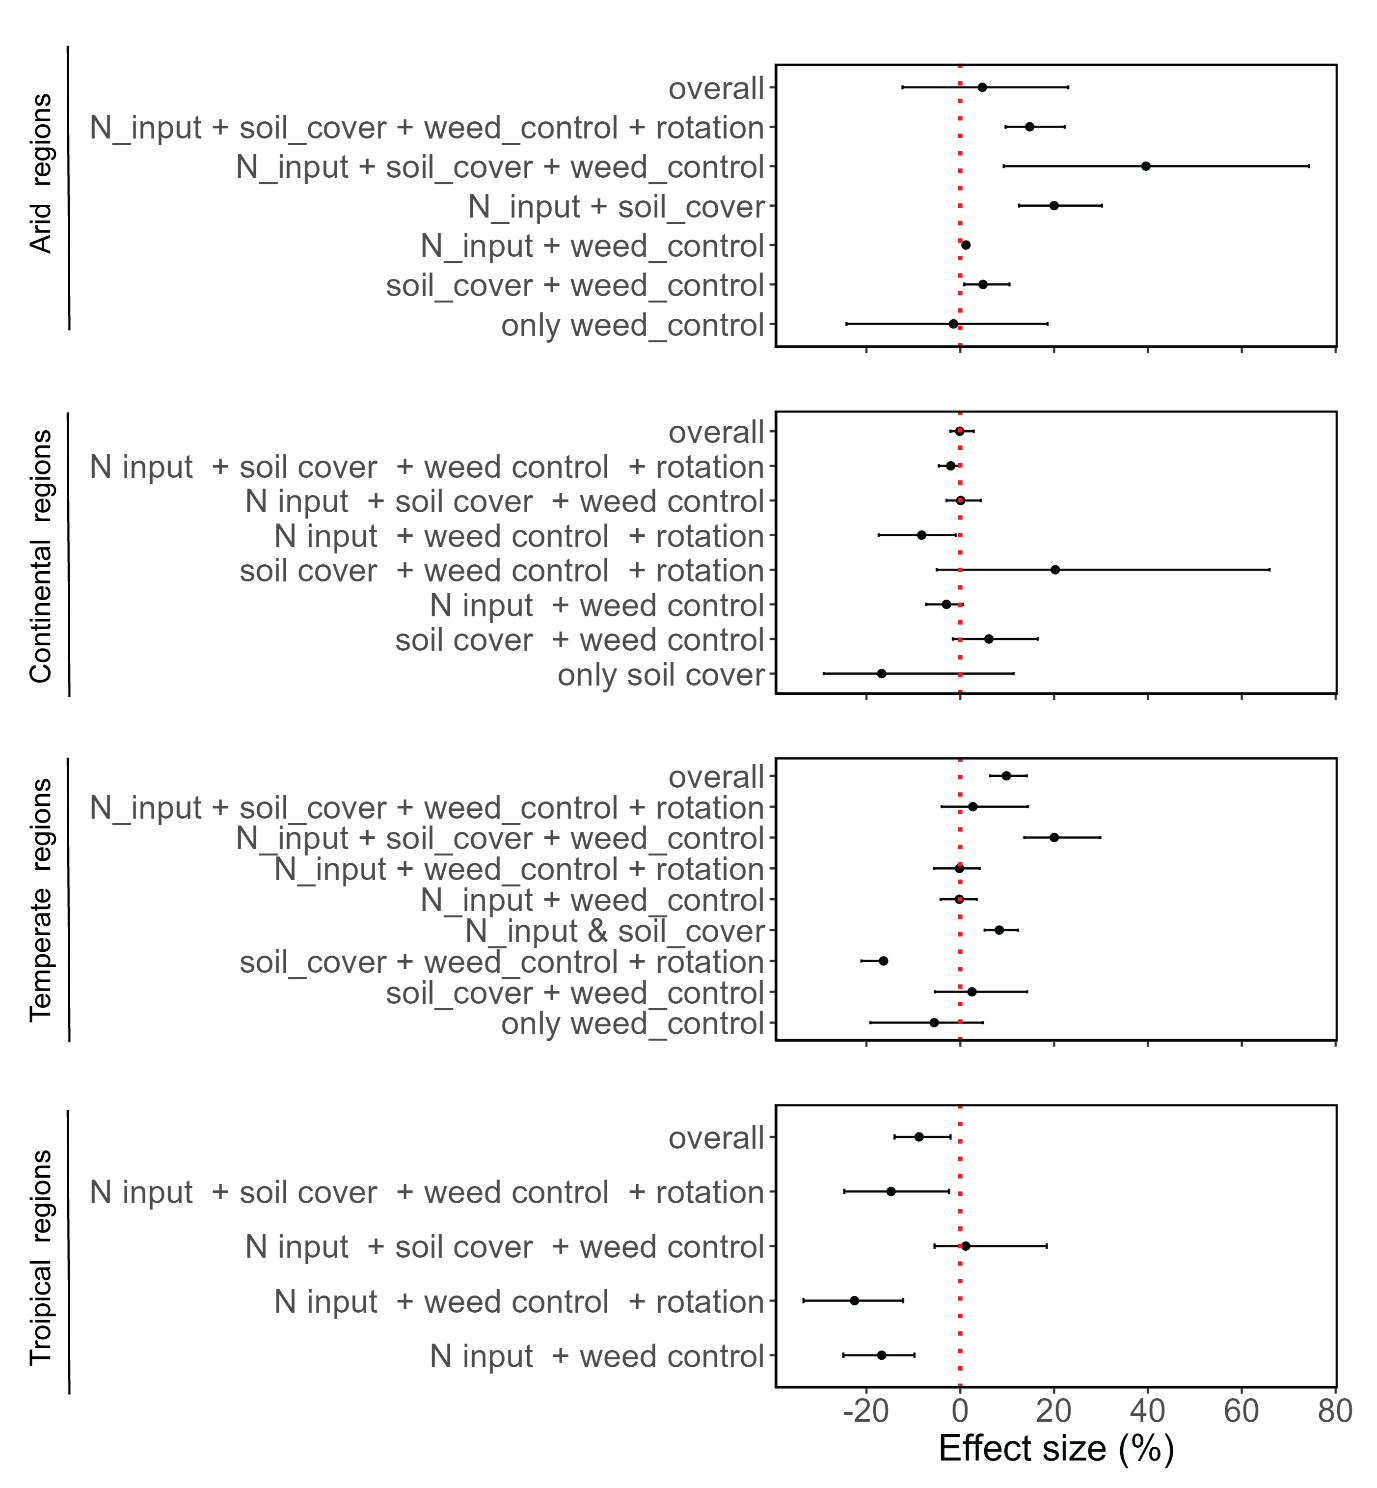 Arid regions
overall
N_input + soil_cover + weed_control + rotation
N_input + soil_cover + weed_control
N_input + soil_cover
N_input + weed_control
soil_cover + weed_control
only weed_control
Continental regions
overall
N input + soil cover + weed control + rotation
N input + soil cover + weed control
N input + weed control + rotation
soil cover + weed control + rotation
N input + weed control
soil cover + weed control
only soil cover
Temperate regions
overall
N_input + soil_cover + weed_control + rotation
N_input + soil_cover + weed_control
N_input + weed_control + rotation
N_input + weed_control
N_input & soil_cover
soil_cover + weed_control + rotation
soil_cover + weed_control
only weed_control
Troipical regions
overall
N input + soil cover + weed control + rotation
N input + soil cover + weed control
N input + weed control + rotation
N input + weed control
-20 0 20 40 60 80
Effect size (%)